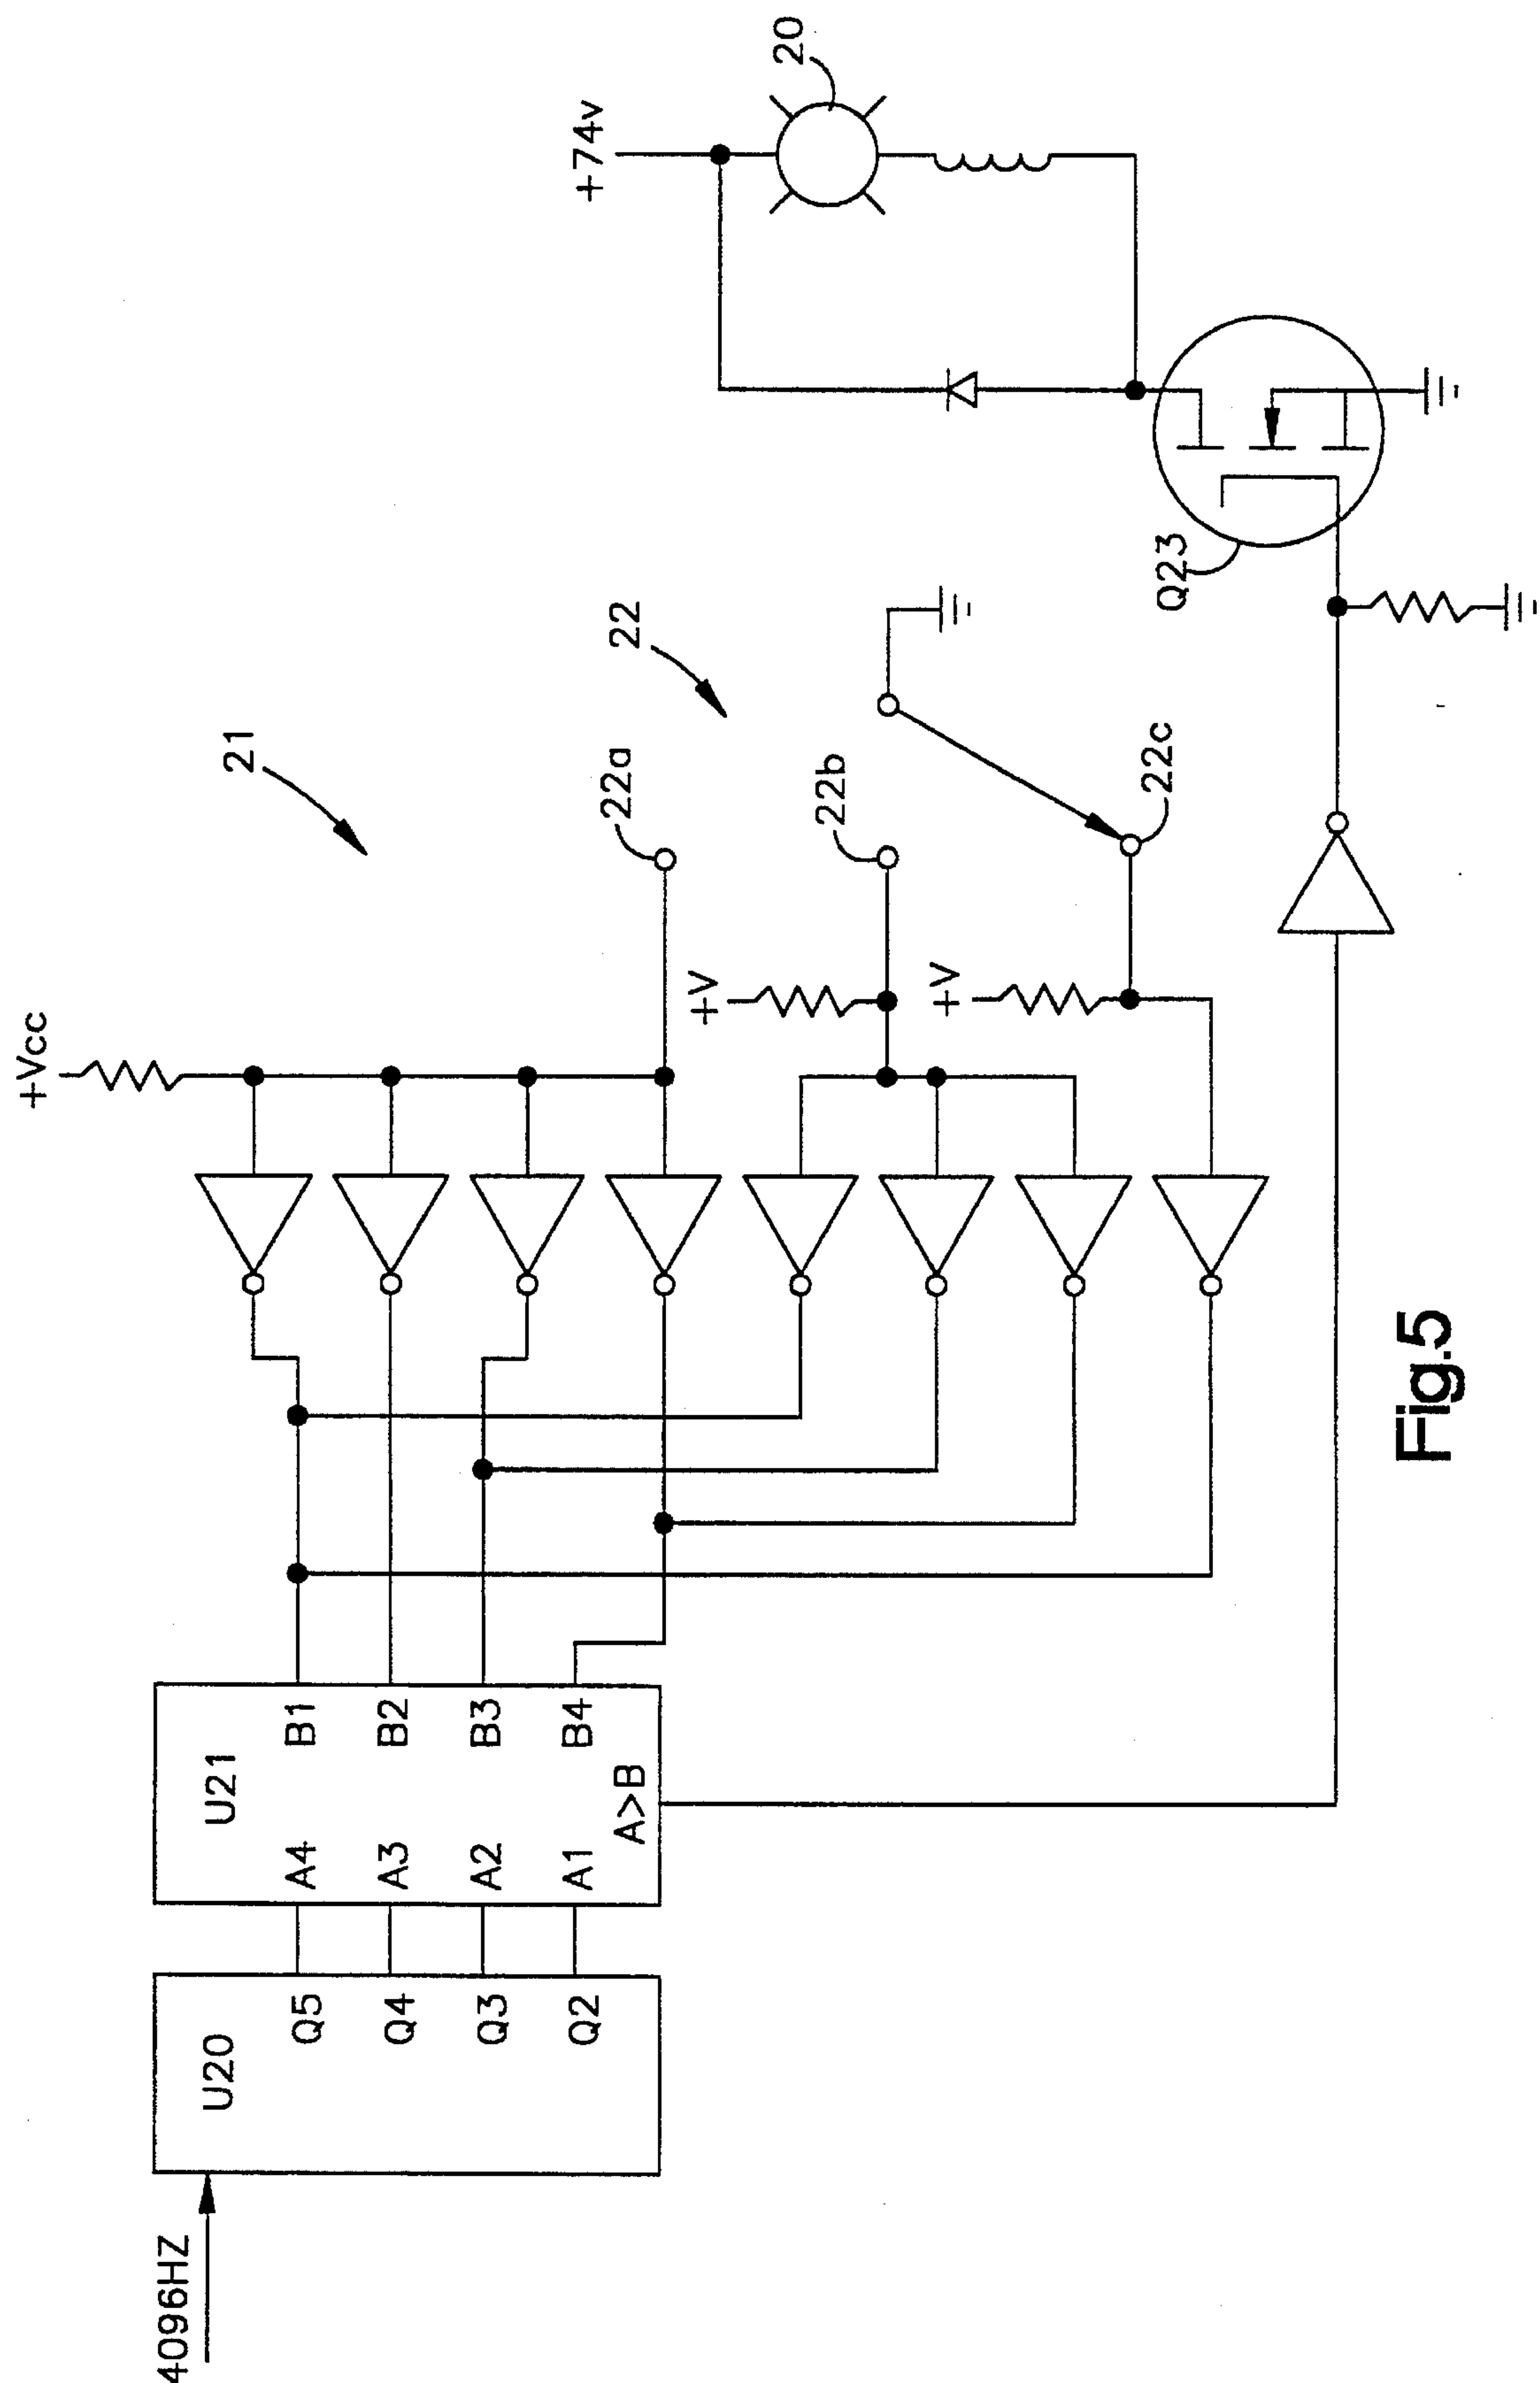 4096HZ
U20
Q5
Q4
Q3
Q2
U21
A4
A3
A2
A1
B1
B2
B3
B4
A>B
+Vcc
21
22a
+V
22b
+V
22c
22
Q23
+74v
20
Fig.5